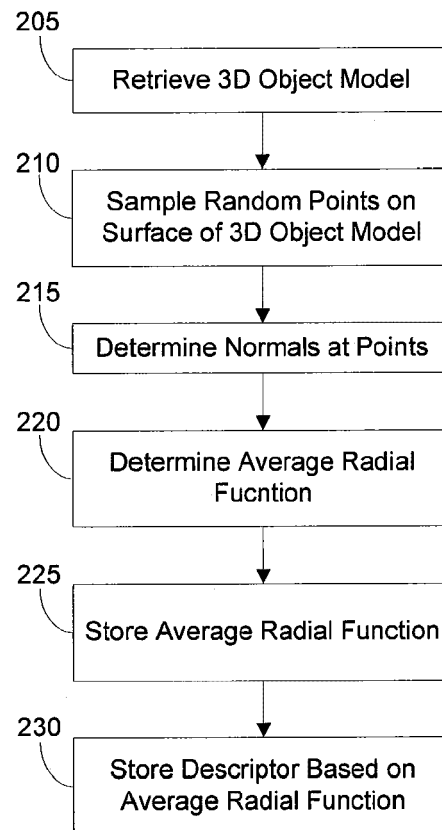 205
Retrieve 3D Object Model
210
Sample Random Points on
Surface of 3D Object Model
215
Determine Normals at Points
220
Determine Average Radial
Fucntion
225
Store Average Radial Function
230
Store Descriptor Based on
Average Radial Function